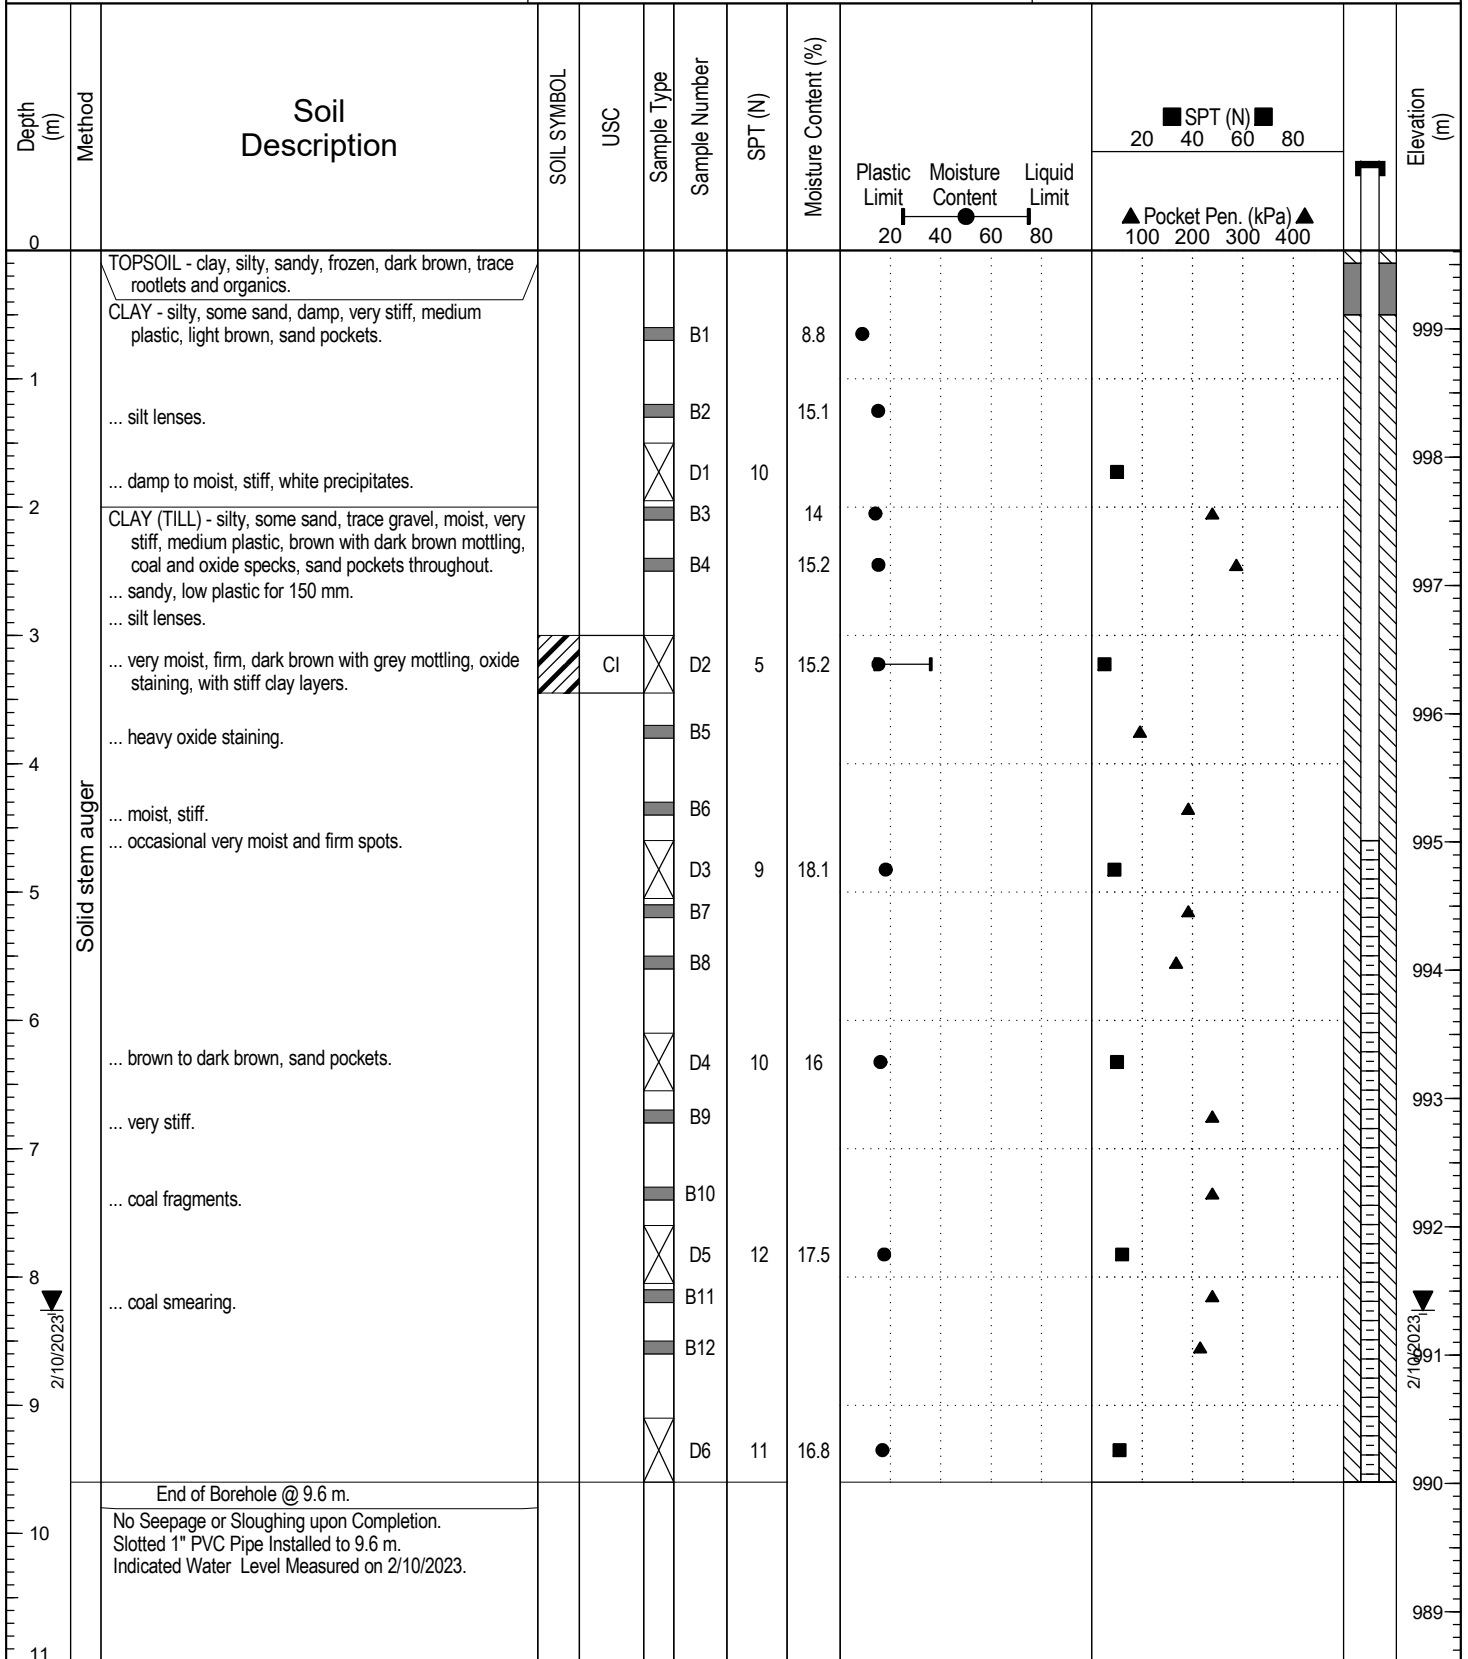 Depth
(m)
Method
Soil
Description
SOIL SYMBOL
USC
Sample Type
Sample Number
SPT (N)
Moisture Content (%)
Plastic Moisture Liquid
Limit Content Limit
20 40 60 80
■ SPT (N) ■
20 40 60 80
▲ Pocket Pen. (kPa) ▲
100 200 300 400
Elevation
(m)
0
TOPSOIL - clay, silty, sandy, frozen, dark brown, trace
rootlets and organics.
CLAY - silty, some sand, damp, very stiff, medium
plastic, light brown, sand pockets.
B1 8.8
999
1
... silt lenses.
B2 15.1
998
... damp to moist, stiff, white precipitates.
D1 10
2
CLAY (TILL) - silty, some sand, trace gravel, moist, very
stiff, medium plastic, brown with dark brown mottling,
coal and oxide specks, sand pockets throughout.
B3 14
B4 15.2
997
... sandy, low plastic for 150 mm.
... silt lenses.
3
... very moist, firm, dark brown with grey mottling, oxide
staining, with stiff clay layers.
CI D2 5 15.2
996
... heavy oxide staining.
B5
4
... moist, stiff.
B6
... occasional very moist and firm spots.
995
D3 9 18.1
Solid stem auger
5
B7
B8
994
6
... brown to dark brown, sand pockets.
D4 10 16
993
... very stiff.
B9
7
... coal fragments.
B10
992
D5 12 17.5
8
... coal smearing.
B11
2/10/2023
B12
991
2/10/2023
9
D6 11 16.8
990
End of Borehole @ 9.6 m.
No Seepage or Sloughing upon Completion.
10
Slotted 1" PVC Pipe Installed to 9.6 m.
Indicated Water Level Measured on 2/10/2023.
989
11